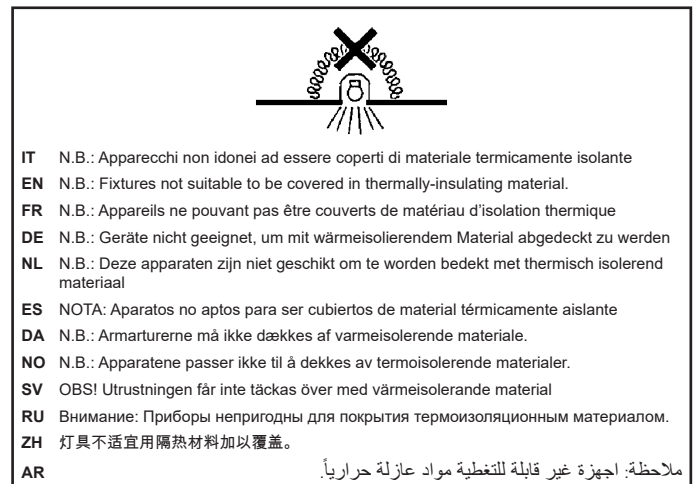 IT N.B.: Apparecchi non idonei ad essere coperti di materiale termicamente isolante
EN N.B.: Fixtures not suitable to be covered in thermally-insulating material.
FR N.B.: Appareils ne pouvant pas être couverts de matériau d'isolation thermique
DE N.B.: Geräte nicht geeignet, um mit wärmeisolierendem Material abgedeckt zu werden
NL N.B.: Deze apparaten zijn niet geschikt om te worden bedekt met thermisch isolerend
materiaal
ES NOTA: Aparatos no aptos para ser cubiertos de material térmicamente aislante
DA N.B.: Armarturerne må ikke dækkes af varmeisolerende materiale.
NO N.B.: Apparatene passer ikke til å dekkes av termoisolerende materialer.
SV OBS! Utrustningen får inte täckas över med värmeisolerande material
RU Внимание: Приборы непригодны для покрытия термоизоляционным материалом.
ZH 灯具不适宜用隔热材料加以覆盖。
AR ملاحظة: اجهزة غير قابلة للتغطية مواد عازلة حرارياً.